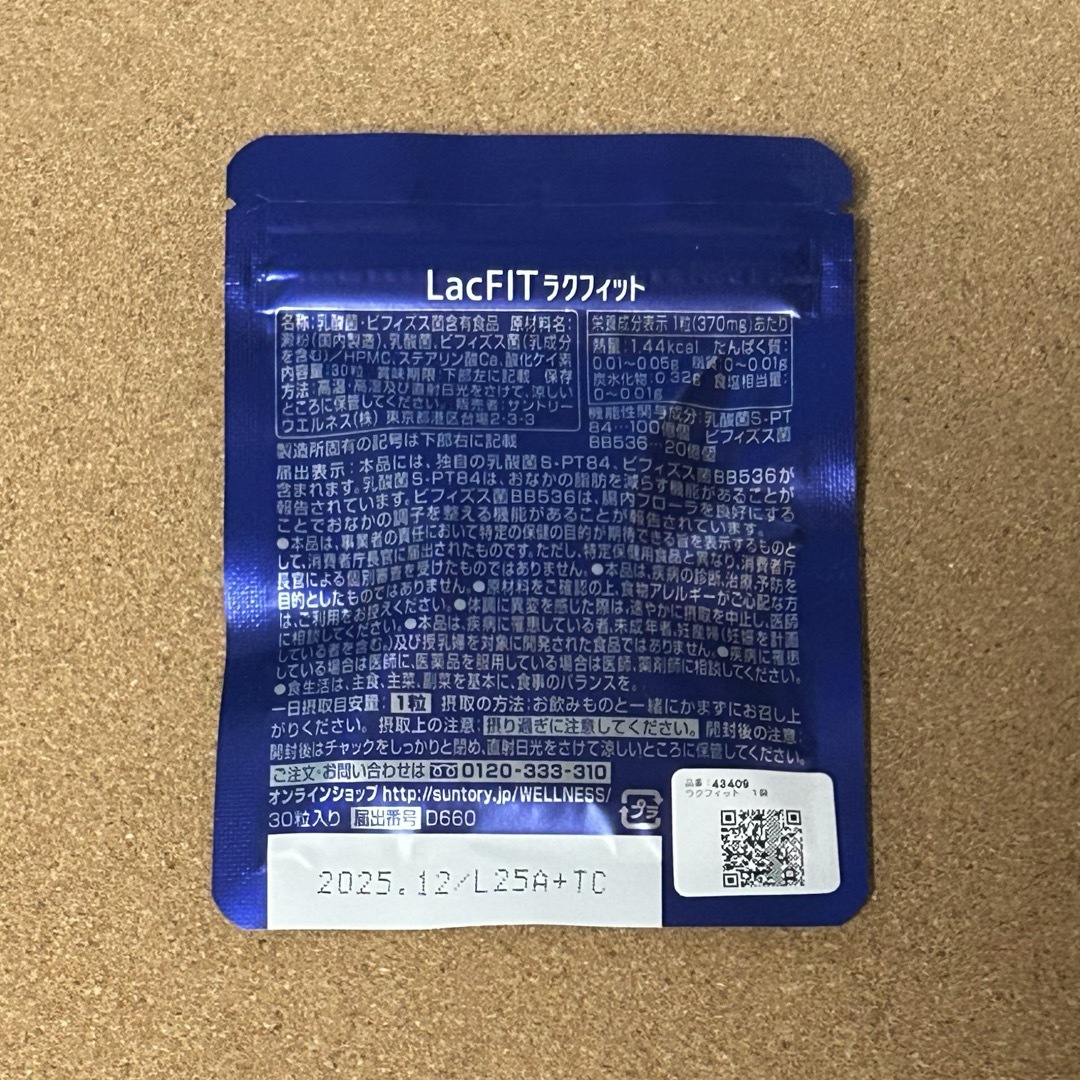 LacFIT ラクフィット
名称:乳酸菌・ビフィズス菌含有食品 原材料名:
澱粉(国内製造)、乳酸菌、ビフィズス菌(乳成分
を含む)/HPMC、ステアリン酸Ca、酸化ケイ素
内容量:30粒 賞味期限:下部左に記載 保存
方法:高温・高湿及び直射日光をさけて、涼しい
ところに保管してください。販売者:サントリー
ウエルネス(株) 東京都港区台場2-3-3
製造所固有の記号は下部右に記載
栄養成分表示 1粒(370mg)あたり
熱量:1.44kcal たんぱく質:
0.01~0.05g 脂質:0~0.01g
炭水化物:0.32g 食塩相当量:
0~0.01g
機能性関与成分:乳酸菌S-PT
84…100億個 ビフィズス菌
BB536…20億個
届出表示:本品には、独自の乳酸菌S-PT84、ビフィズス菌BB536が
含まれます。乳酸菌S-PT84は、おなかの脂肪を減らす機能があることが
報告されています。ビフィズス菌BB536は、腸内フローラを良好にする
ことでおなかの調子を整える機能があることが報告されています。
●本品は、事業者の責任において特定の保健の目的が期待できる旨を表示するものと
して、消費者庁長官に届出されたものです。ただし、特定保健用食品と異なり、消費者庁
長官による個別審査を受けたものではありません。●本品は、疾病の診断、治療、予防を
目的としたものではありません。●原材料をご確認の上、食物アレルギーがご心配な方
は、ご利用をお控えください。●体調に異変を感じた際は、速やかに摂取を中止し、医師
に相談してください。●本品は、疾病に罹患している者、未成年者、妊産婦(妊娠を計画
している者を含む。)及び授乳婦を対象に開発された食品ではありません。●疾病に罹患
している場合は医師に、医薬品を服用している場合は医師、薬剤師に相談してください。
●食生活は、主食、主菜、副菜を基本に、食事のバランスを。
一日摂取目安量:1粒 摂取の方法:お飲みものと一緒にかまずにお召し上
がりください。 摂取上の注意:摂り過ぎに注意してください。 開封後の注意:
開封後はチャックをしっかりと閉め、直射日光をさけて涼しいところに保管してください。
ご注文・お問い合わせは 0120-333-310
オンラインショップ http://suntory.jp/WELLNESS/
30粒入り 届出番号 D660
プラ
2025.12/L25A+TC
品番:43409
ラクフィット 1袋